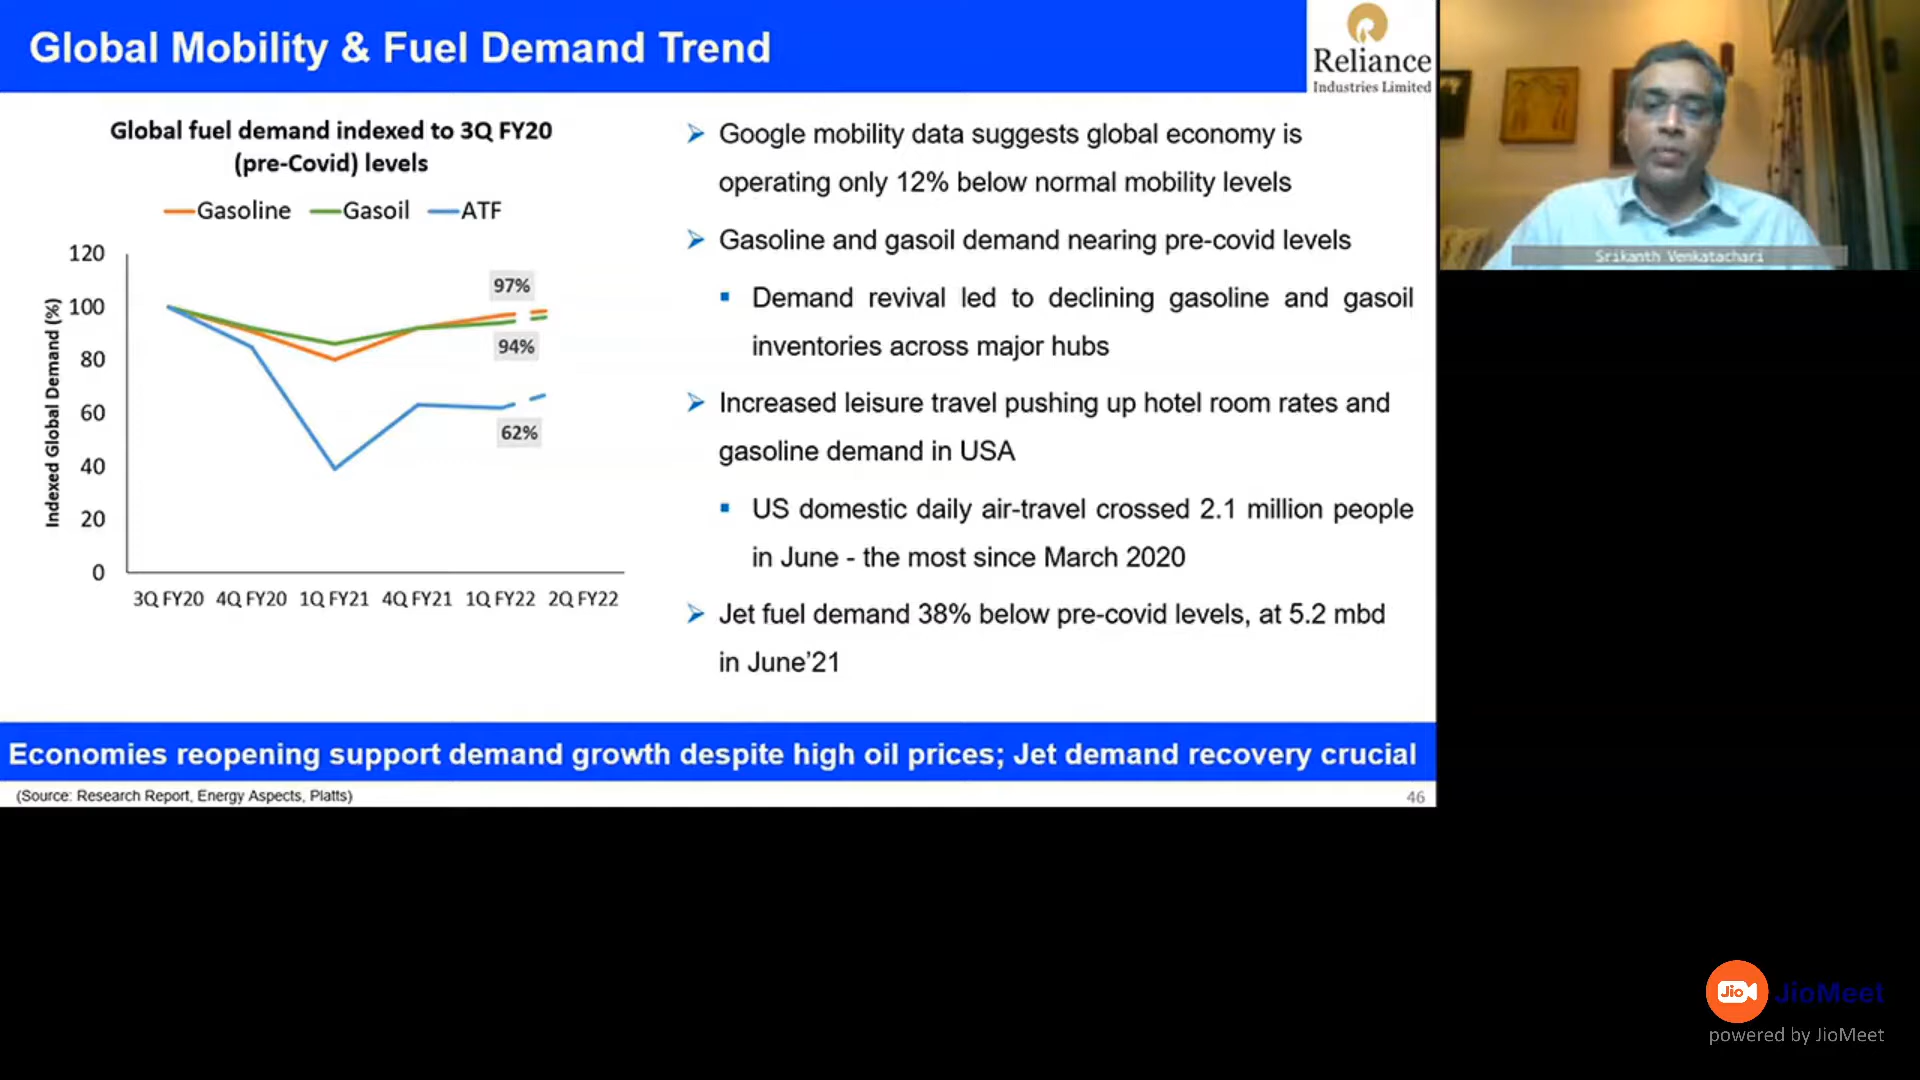 Global Mobility & Fuel Demand Trend
Reliance
Industries Limited
Global fuel demand indexed to 3Q FY20
(pre-Covid) levels
Gasoline Gasoil ATF
Indexed Global Demand (%)
120
100
80
60
40
20
0
97%
94%
62%
3Q FY20 4Q FY20 1Q FY21 4Q FY21 1Q FY22 2Q FY22
Google mobility data suggests global economy is
operating only 12% below normal mobility levels
Gasoline and gasoil demand nearing pre-covid levels
Demand revival led to declining gasoline and gasoil
inventories across major hubs
Increased leisure travel pushing up hotel room rates and
gasoline demand in USA
US domestic daily air-travel crossed 2.1 million people
in June - the most since March 2020
Jet fuel demand 38% below pre-covid levels, at 5.2 mbd
in June’21
Economies reopening support demand growth despite high oil prices; Jet demand recovery crucial
(Source: Research Report, Energy Aspects, Platts)
46
Srikanth Venkatachari
Jio
JioMeet
powered by JioMeet